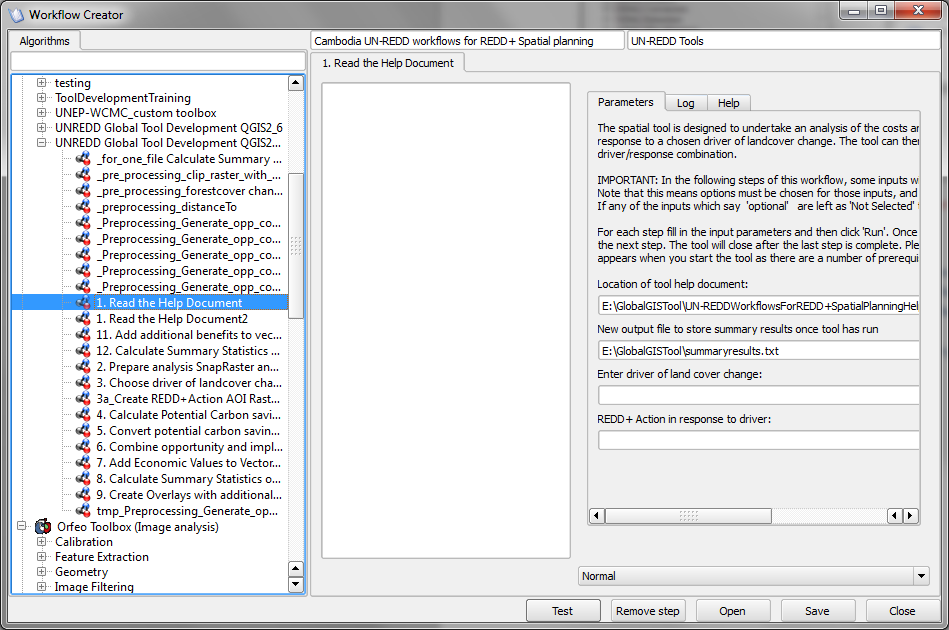 Workflow Creator
Algorithms
Cambodia UN-REDD workflows for REDD+ Spatial planning
UN-REDD Tools
testing
ToolDevelopmentTraining
UNEP-WCMC_custom toolbox
UNREDD Global Tool Development QGIS2_6
UNREDD Global Tool Development QGIS2...
_for_one_file Calculate Summary ...
_pre_processing_clip_raster_with_...
_pre_processing_forestcover chan...
_preprocessing_distanceTo
_Preprocessing_Generate_opp_co...
_Preprocessing_Generate_opp_co...
_Preprocessing_Generate_opp_co...
_Preprocessing_Generate_opp_co...
_Preprocessing_Generate_opp_co...
1. Read the Help Document
1. Read the Help Document2
11. Add additional benefits to vec...
12. Calculate Summary Statistics ...
2. Prepare analysis SnapRaster an...
3. Choose driver of landcover cha...
3a_Create REDD+Action AOI Rast...
4. Calculate Potential Carbon savi...
5. Convert potential carbon savin...
6. Combine opportunity and impl...
7. Add Economic Values to Vector...
8. Calculate Summary Statistics o...
9. Create Overlays with additional...
tmp_Preprocessing_Generate_op...
Orfeo Toolbox (Image analysis)
Calibration
Feature Extraction
Geometry
Image Filtering
1. Read the Help Document
Parameters
Log
Help
The spatial tool is designed to undertake an analysis of the costs ar
response to a chosen driver of landcover change. The tool can ther
driver/response combination.
IMPORTANT: In the following steps of this workflow, some inputs w
Note that this means options must be chosen for those inputs, and
If any of the inputs which say 'optional' are left as 'Not Selected'
For each step fill in the input parameters and then click 'Run'. Once
the next step. The tool will close after the last step is complete. Ple
appears when you start the tool as there are a number of prerequi
Location of tool help document:
E:\GlobalGISTool\UN-REDDWorkflowsForREDD+SpatialPlanningHel
New output file to store summary results once tool has run
E:\GlobalGISTool\summaryresults.txt
Enter driver of land cover change:
REDD+ Action in response to driver:
Normal
Test
Remove step
Open
Save
Close